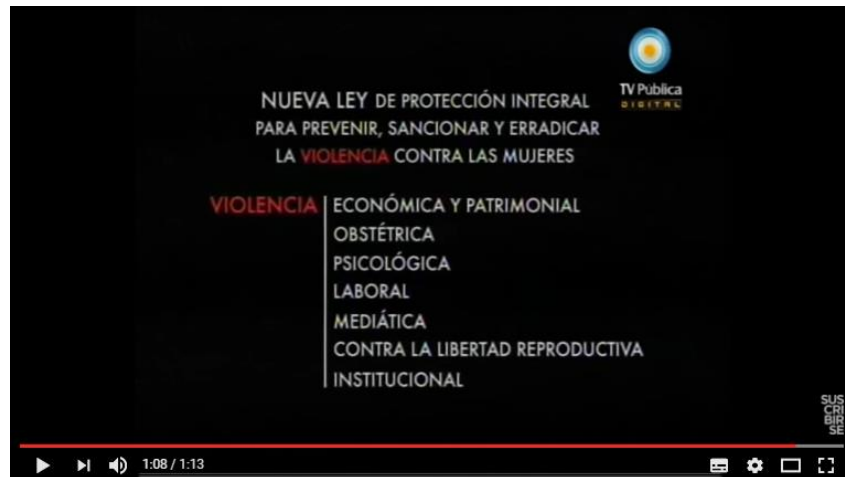 TV Pública
DIGITAL
NUEVA LEY DE PROTECCIÓN INTEGRAL
PARA PREVENIR, SANCIONAR Y ERRADICAR
LA VIOLENCIA CONTRA LAS MUJERES
VIOLENCIA ECONÓMICA Y PATRIMONIAL
OBSTÉTRICA
PSICOLÓGICA
LABORAL
MEDIÁTICA
CONTRA LA LIBERTAD REPRODUCTIVA
INSTITUCIONAL
SUS
CRI
BIR
SE
1:08 / 1:13